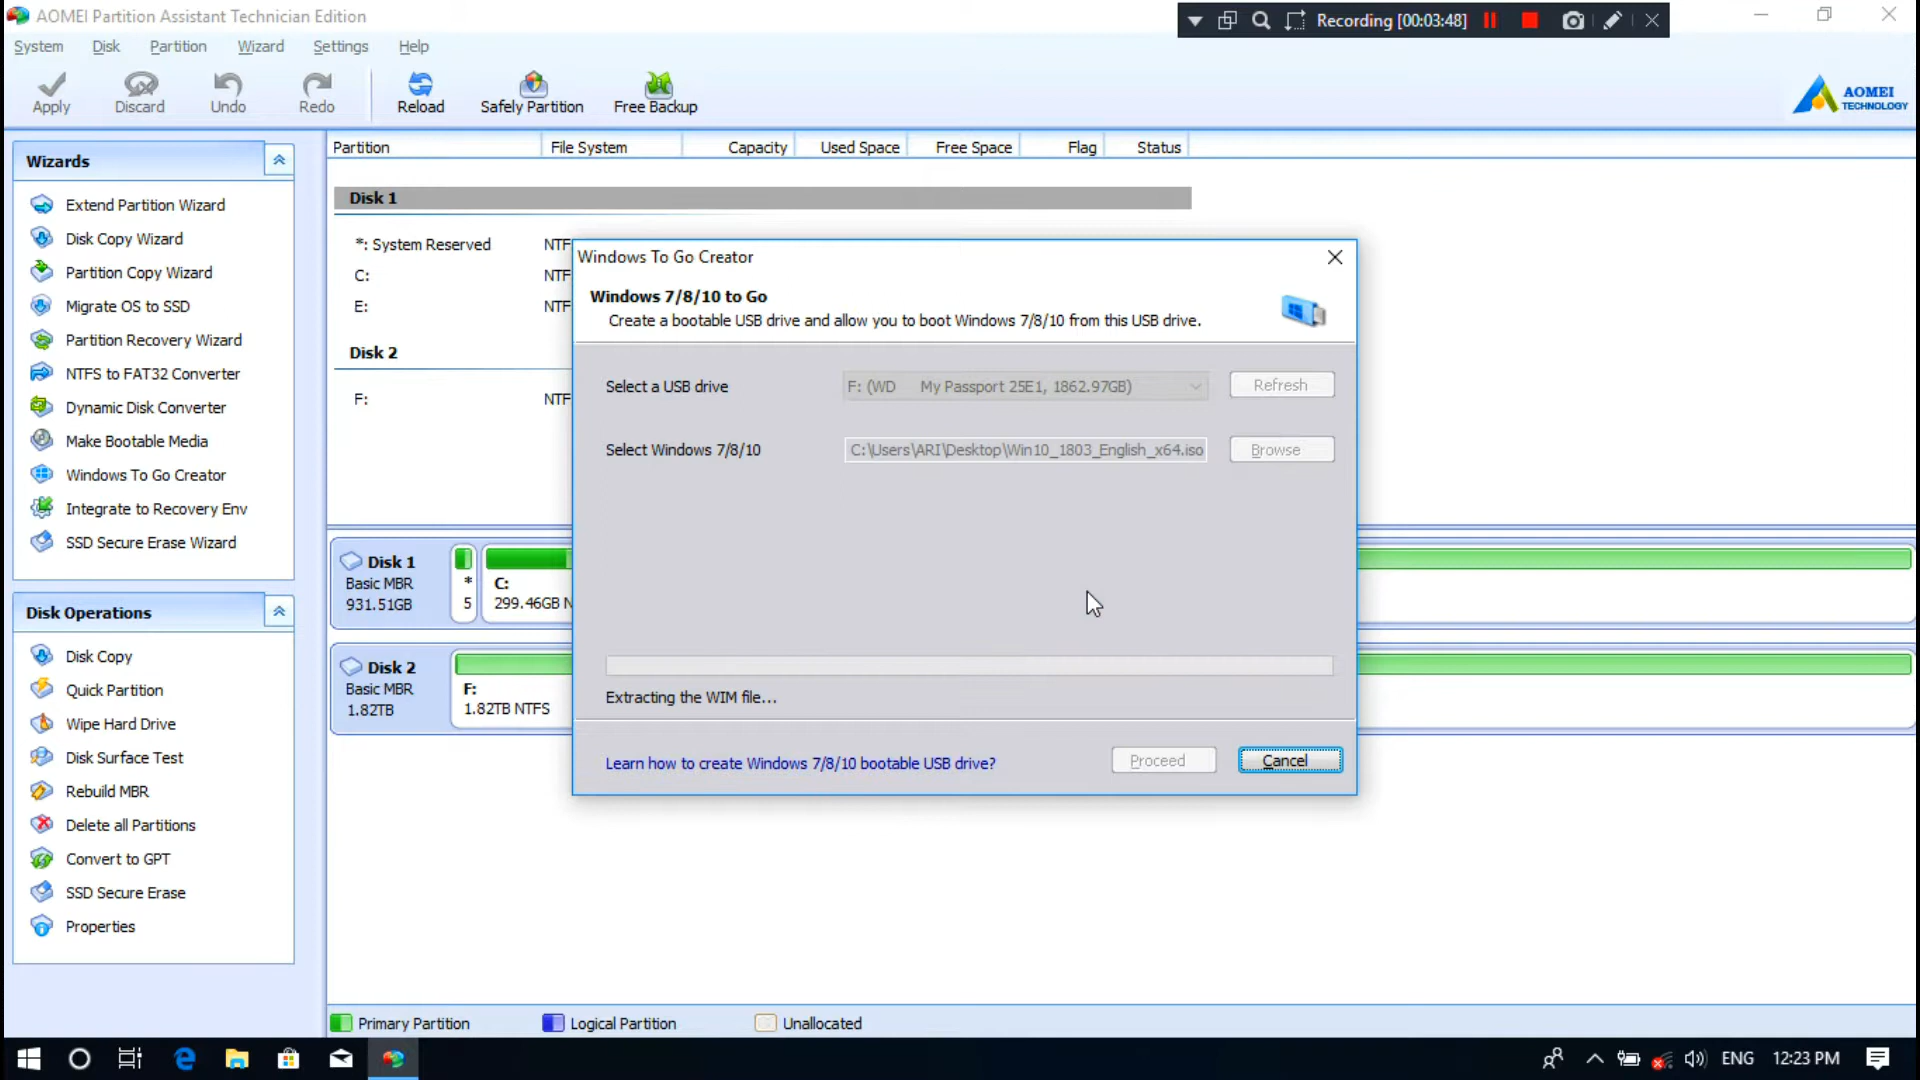 AOMEI Partition Assistant Technician Edition
Recording [00:03:48]
System Disk Partition Wizard Settings Help
Apply Discard Undo Redo Reload Safely Partition Free Backup
AOMEI
TECHNOLOGY
Wizards
Extend Partition Wizard
Disk Copy Wizard
Partition Copy Wizard
Migrate OS to SSD
Partition Recovery Wizard
NTFS to FAT32 Converter
Dynamic Disk Converter
Make Bootable Media
Windows To Go Creator
Integrate to Recovery Env
SSD Secure Erase Wizard
Disk Operations
Disk Copy
Quick Partition
Wipe Hard Drive
Disk Surface Test
Rebuild MBR
Delete all Partitions
Convert to GPT
SSD Secure Erase
Properties
Partition File System Capacity Used Space Free Space Flag Status
Disk 1
*: System Reserved NTF
C: NTF
E: NTF
Disk 2
F: NTF
Windows To Go Creator
Windows 7/8/10 to Go
Create a bootable USB drive and allow you to boot Windows 7/8/10 from this USB drive.
Select a USB drive F: (WD My Passport 25E1, 1862.97GB) Refresh
Select Windows 7/8/10 C:\Users\ARI\Desktop\Win10_1803_English_x64.iso Browse
Extracting the WIM file...
Learn how to create Windows 7/8/10 bootable USB drive? Proceed Cancel
Disk 1
Basic MBR
931.51GB
*
5
C:
299.46GB N
Disk 2
Basic MBR
1.82TB
F:
1.82TB NTFS
Primary Partition Logical Partition Unallocated
ENG 12:23 PM